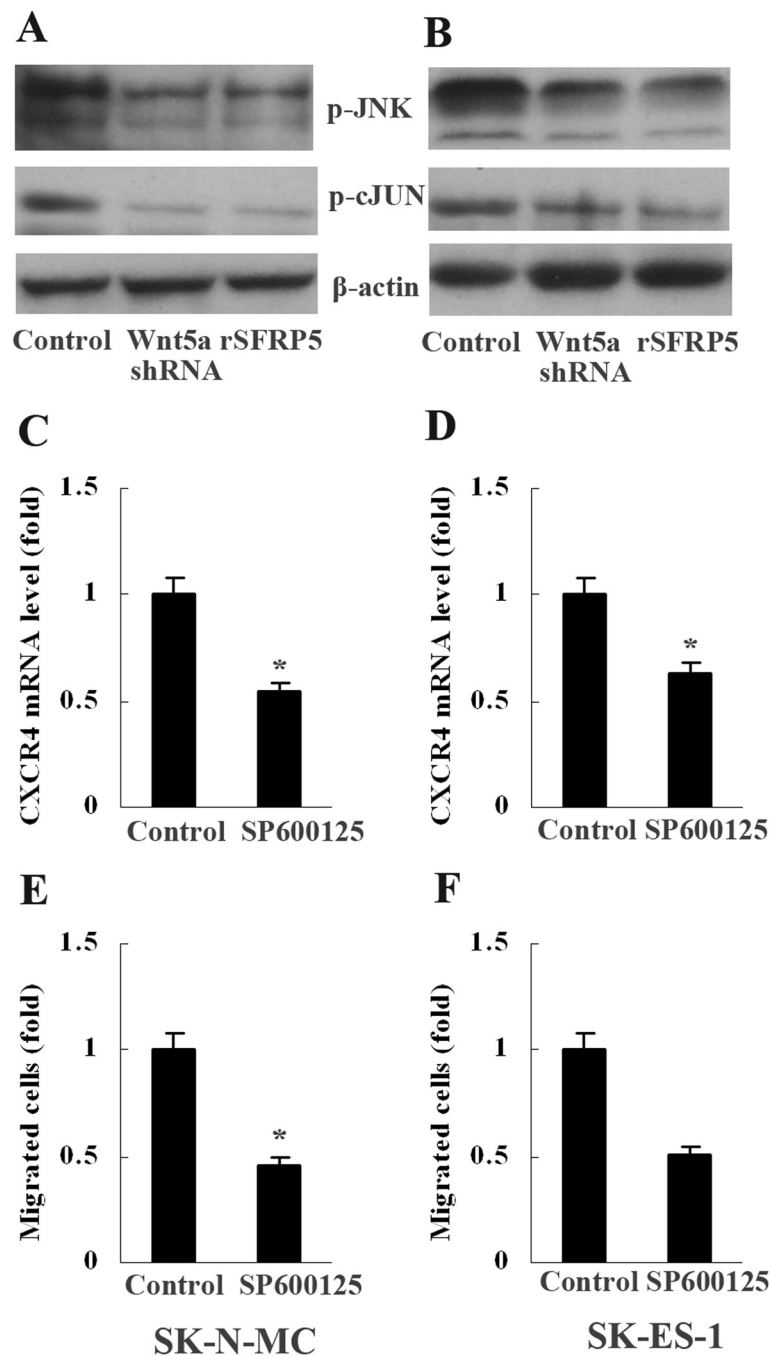 A
B
p-JNK
p-cJUN
β-actin
Control Wnt5a rSFRP5
shRNA
Control Wnt5a rSFRP5
shRNA
C
CXCR4 mRNA level (fold)
1.5
1
0.5
0
*
Control SP600125
D
CXCR4 mRNA level (fold)
1.5
1
0.5
0
*
Control SP600125
E
Migrated cells (fold)
1.5
1
0.5
0
*
Control SP600125
SK-N-MC
F
Migrated cells (fold)
1.5
1
0.5
0
Control SP600125
SK-ES-1